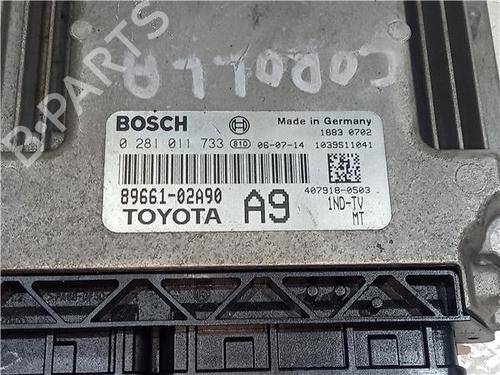 B-PARTS
COROLLA
BOSCH
Made in Germany
1883 0702
0 281 011 733 810 06-07-14 1039S11041
407918-0503
89661-02A90
TOYOTA A9
1ND-TV
MT